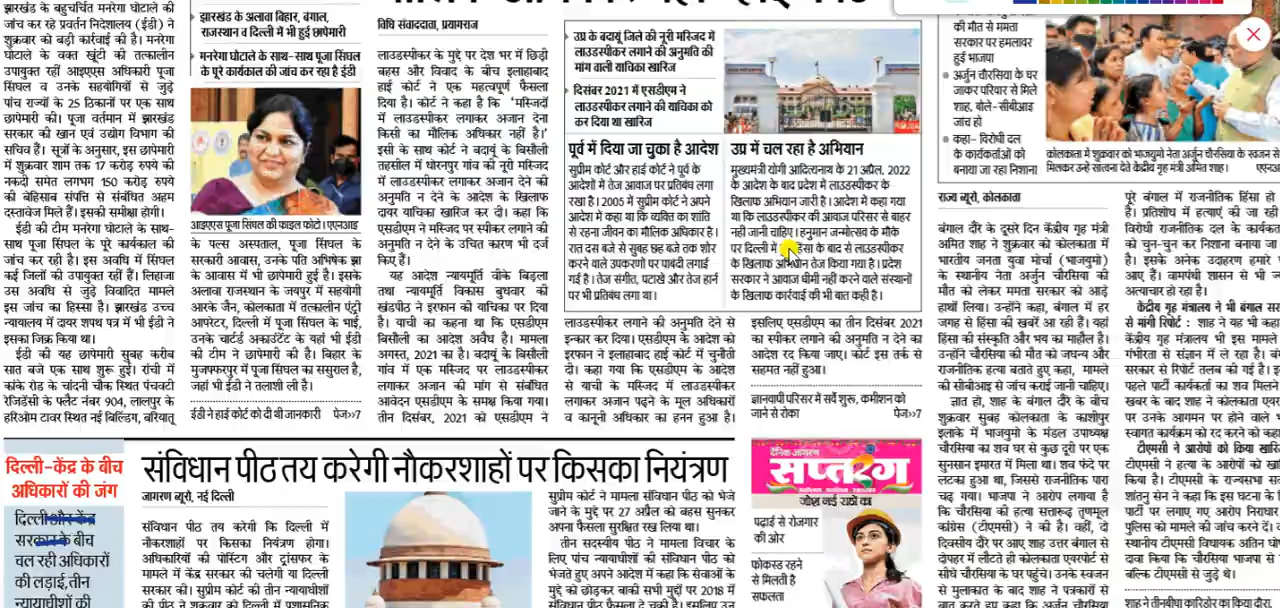 झारखंड के बहुचर्चित मनरेगा घोटाले की
जांच कर रहे प्रवर्तन निदेशालय (ईडी) ने
शुक्रवार को बड़ी कार्रवाई की है। मनरेगा
घोटाले के वक्त खूंटी की तत्कालीन
उपायुक्त रहीं आइएएस अधिकारी पूजा
सिंघल व उनके सहयोगियों से जुड़े
पांच राज्यों के 25 ठिकानों पर एक साथ
छापेमारी की। पूजा वर्तमान में झारखंड
सरकार की खान एवं उद्योग विभाग की
सचिव हैं। सूत्रों के अनुसार, इस छापेमारी
में शुक्रवार शाम तक 17 करोड़ रुपये की
नकदी समेत लगभग 150 करोड़ रुपये
की बेहिसाब संपत्ति से संबंधित अहम
दस्तावेज मिले हैं। इसकी समीक्षा होगी।
ईडी की टीम मनरेगा घोटाले के साथ-
साथ पूजा सिंघल के पूरे कार्यकाल की
जांच कर रही है। इस अवधि में सिंघल
कई जिलों की उपायुक्त रहीं हैं। लिहाजा
उस अवधि से जुड़े विवादित मामले
इस जांच का हिस्सा है। झारखंड उच्च
न्यायालय में दायर शपथ पत्र में भी ईडी ने
इसका जिक्र किया था।
ईडी की यह छापेमारी सुबह करीब
सात बजे एक साथ शुरू हुई। रांची में
कांके रोड के चांदनी चौक स्थित पंचवटी
रेजिडेंसी के फ्लैट नंबर 904, लालपुर के
हरिओम टावर स्थित नई बिल्डिंग, बरियातू
झारखंड के अलावा बिहार, बंगाल,
राजस्थान व दिल्ली में भी हुई छापेमारी
मनरेगा घोटाले के साथ-साथ पूजा सिंघल
के पूरे कार्यकाल की जांच कर रहा है ईडी
आइएएस पूजा सिंघल की फाइल फोटो। एएनआइ
के पल्स अस्पताल, पूजा सिंघल के
सरकारी आवास, उनके पति अभिषेक झा
के आवास में भी छापेमारी हुई है। इसके
अलावा राजस्थान के जयपुर में सहयोगी
आरके जैन, कोलकाता में तत्कालीन एंट्री
आपरेटर, दिल्ली में पूजा सिंघल के भाई,
उनके चार्टर्ड अकाउंटेंट के यहां भी ईडी
की टीम ने छापेमारी की है। बिहार के
मुजफ्फरपुर में पूजा सिंघल का ससुराल है,
जहां भी ईडी ने तलाशी ली है।
ईडी ने हाई कोर्ट को दी थी जानकारी पेज>>7
विधि संवाददाता, प्रयागराज
लाउडस्पीकर के मुद्दे पर देश भर में छिड़ी
बहस और विवाद के बीच इलाहाबाद
हाई कोर्ट ने एक महत्वपूर्ण फैसला
दिया है। कोर्ट ने कहा है कि 'मस्जिदों
में लाउडस्पीकर लगाकर अजान देना
किसी का मौलिक अधिकार नहीं है।'
इसी के साथ कोर्ट ने बदायूं के बिसौली
तहसील में धोरनपुर गांव की नूरी मस्जिद
में लाउडस्पीकर लगाकर अजान देने की
अनुमति न देने के आदेश के खिलाफ
दायर याचिका खारिज कर दी। कहा कि
एसडीएम ने मस्जिद पर स्पीकर लगाने की
अनुमति न देने के उचित कारण भी दर्ज
किए हैं।
यह आदेश न्यायमूर्ति वीके बिड़ला
तथा न्यायमूर्ति विकास बुधवार की
खंडपीठ ने इरफान की याचिका पर दिया
है। याची का कहना था कि एसडीएम
बिसौली का आदेश अवैध है। मामला
अगस्त, 2021 का है। बदायूं के बिसौली
गांव में एक मस्जिद पर लाउडस्पीकर
लगाकर अजान की मांग से संबंधित
आवेदन एसडीएम के समक्ष किया गया।
तीन दिसंबर, 2021 को एसडीएम ने
उप्र के बदायूं जिले की नूरी मस्जिद में
लाउडस्पीकर लगाने की अनुमति की
मांग वाली याचिका खारिज
दिसंबर 2021 में एसडीएम ने
लाउडस्पीकर लगाने की याचिका को
कर दिया था खारिज
पूर्व में दिया जा चुका है आदेश
सुप्रीम कोर्ट और हाई कोर्ट ने पूर्व के
आदेशों में तेज आवाज पर प्रतिबंध लगा
रखा है। 2005 में सुप्रीम कोर्ट ने अपने
आदेश में कहा था कि व्यक्ति का शांति
से रहना जीवन का मौलिक अधिकार है।
रात दस बजे से सुबह छह बजे तक शोर
करने वाले उपकरणों पर पाबंदी लगाई
गई है। तेज संगीत, पटाखे और तेज हार्न
पर भी प्रतिबंध लगा था।
उप्र में चल रहा है अभियान
मुख्यमंत्री योगी आदित्यनाथ के 21 अप्रैल, 2022
के आदेश के बाद प्रदेश में लाउडस्पीकर के
खिलाफ अभियान जारी है। आदेश में कहा गया
था कि लाउडस्पीकर की आवाज परिसर से बाहर
नहीं जानी चाहिए। हनुमान जन्मोत्सव के मौके
पर दिल्ली में हिंसा के बाद से लाउडस्पीकर
के खिलाफ अभियान तेज किया गया है। प्रदेश
सरकार ने आवाज धीमी नहीं करने वाले संस्थानों
के खिलाफ कार्रवाई की भी बात कही है।
लाउडस्पीकर लगाने की अनुमति देने से
इन्कार कर दिया। एसडीएम के आदेश को
इरफान ने इलाहाबाद हाई कोर्ट में चुनौती
दी। कहा गया कि एसडीएम के आदेश
से याची के मस्जिद में लाउडस्पीकर
लगाकर अजान पढ़ने के मूल अधिकारों
व कानूनी अधिकार का हनन हुआ है।
इसलिए एसडीएम का तीन दिसंबर 2021
का स्पीकर लगाने की अनुमति न देने का
आदेश रद किया जाए। कोर्ट इस तर्क से
सहमत नहीं हुआ।
ज्ञानवापी परिसर में सर्वे शुरू, कमीशन को
जाने से रोका पेज>>7
की मौत से ममता
सरकार पर हमलावर
हुई भाजपा
अर्जुन चौरसिया के घर
जाकर परिवार से मिले
शाह, बोले-सीबीआइ
जांच हो
कहा- विरोधी दल
के कार्यकर्ताओं को
बनाया जा रहा निशाना
कोलकाता में शुक्रवार को भाजयुमो नेता अर्जुन चौरसिया के स्वजन से
मिलकर उन्हें सांत्वना देते केंद्रीय गृह मंत्री अमित शाह। एएनआ
राज्य ब्यूरो, कोलकाता
बंगाल दौरे के दूसरे दिन केंद्रीय गृह मंत्री
अमित शाह ने शुक्रवार को कोलकाता में
भारतीय जनता युवा मोर्चा (भाजयुमो)
के स्थानीय नेता अर्जुन चौरसिया की
मौत को लेकर ममता सरकार को आड़े
हाथों लिया। उन्होंने कहा, बंगाल में हर
जगह से हिंसा की खबरें आ रही हैं। यहां
हिंसा की संस्कृति और भय का माहौल है।
उन्होंने चौरसिया की मौत को जघन्य और
राजनीतिक हत्या बताते हुए कहा, मामले
की सीबीआइ से जांच कराई जानी चाहिए।
ज्ञात हो, शाह के बंगाल दौरे के बीच
शुक्रवार सुबह कोलकाता के काशीपुर
इलाके में भाजयुमो के मंडल उपाध्यक्ष
चौरसिया का शव घर से कुछ दूरी पर एक
सुनसान इमारत में मिला था। शव फंदे पर
लटका हुआ था, जिससे राजनीतिक पारा
चढ़ गया। भाजपा ने आरोप लगाया है
कि चौरसिया की हत्या सत्तारूढ़ तृणमूल
कांग्रेस (टीएमसी) ने की है। वहीं, दो
दिवसीय दौरे पर आए शाह उत्तर बंगाल से
दोपहर में लौटते ही कोलकाता एयरपोर्ट से
सीधे चौरसिया के घर पहुंचे। उनके स्वजन
से मुलाकात के बाद शाह ने पत्रकारों से
बात करते हुए कहा कि अर्जुन चौरसिया
पूरे बंगाल में राजनीतिक हिंसा हो
है। प्रतिशोध में हत्याएं की जा रही
विरोधी राजनीतिक दल के कार्यकर्ता
को चुन-चुन कर निशाना बनाया जा
है। इसके अनेक उदाहरण हमारे प
आए हैं। वामपंथी शासन से भी ज
अत्याचार हो रहा है।
केंद्रीय गृह मंत्रालय ने भी बंगाल सर
से मांगी रिपोर्ट : शाह ने यह भी कहा
केंद्रीय गृह मंत्रालय भी इस मामले
गंभीरता से संज्ञान में ले रहा है। बं
सरकार से रिपोर्ट तलब की गई है। इ
पहले पार्टी कार्यकर्ता का शव मिलने
खबर के बाद शाह ने कोलकाता एयर
पर उनके आगमन पर होने वाले भ
स्वागत कार्यक्रम को रद करने को कहा
टीएमसी ने आरोपों को किया खारि
टीएमसी ने हत्या के आरोपों को खा
किया है। टीएमसी के राज्यसभा सद
शांतनु सेन ने कहा कि इस घटना के ि
पार्टी पर लगाए गए आरोप निराधार
पुलिस को मामले की जांच करने दें।
स्थानीय टीएमसी विधायक अतिन घोष
दावा किया कि चौरसिया भाजपा से
बल्कि टीएमसी से जुड़े थे।
शाह ने तीनबीघा कारिडोर का किया दौरा,
दिल्ली-केंद्र के बीच
अधिकारों की जंग
दिल्ली और केंद्र
सरकार के बीच
चल रही अधिकारों
की लड़ाई, तीन
न्यायाधीशों की
संविधान पीठ तय करेगी नौकरशाहों पर किसका नियंत्रण
जागरण ब्यूरो, नई दिल्ली
संविधान पीठ तय करेगी कि दिल्ली में
नौकरशाहों पर किसका नियंत्रण होगा।
अधिकारियों की पोस्टिंग और ट्रांसफर के
मामले में केंद्र सरकार की चलेगी या दिल्ली
सरकार की। सुप्रीम कोर्ट की तीन न्यायाधीशों
की पीठ ने शुक्रवार को दिल्ली में प्रशासनिक
सुप्रीम कोर्ट ने मामला संविधान पीठ को भेजे
जाने के मुद्दे पर 27 अप्रैल को बहस सुनकर
अपना फैसला सुरक्षित रख लिया था।
तीन सदस्यीय पीठ ने मामला विचार के
लिए पांच न्यायाधीशों की संविधान पीठ को
भेजते हुए अपने आदेश में कहा कि सेवाओं के
मुद्दे को छोड़कर बाकी सभी मुद्दों पर 2018 में
संविधान पीठ फैसला दे चुकी है। इसलिए उन
दैनिक जागरण
सप्तरंग
जोश नई राहों का
पढ़ाई से रोजगार
की ओर
फोकस्ड रहने
से मिलती है
सफलता